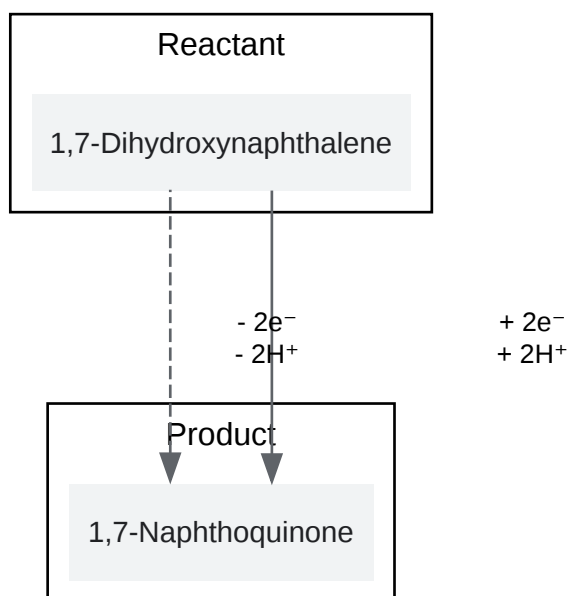 Reactant
1,7-Dihydroxynaphthalene
- 2e⁻
- 2H⁺
+ 2e⁻
+ 2H⁺
Product
1,7-Naphthoquinone